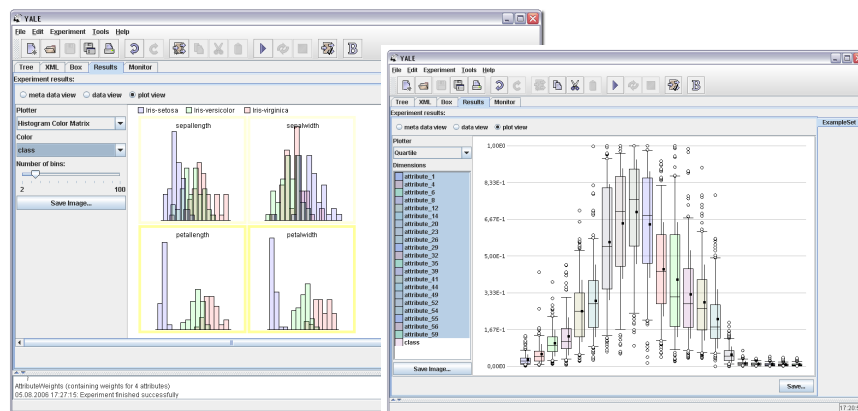 YALE
File Edit Experiment Tools Help
Tree XML Box Results Monitor
Experiment results:
meta data view data view plot view
Plotter
Histogram Color Matrix
Color
class
Number of bins:
2 100
Save Image...
Iris-setosa Iris-versicolor Iris-virginica
sepallength sepalwidth
petallength petalwidth
AttributeWeights (containing weights for 4 attributes)
05.08.2006 17:27:15: Experiment finished successfully
YALE
File Edit Experiment Tools Help
Tree XML Box Results Monitor
Experiment results:
meta data view data view plot view
ExampleSet
Plotter
Quartile
Dimensions
attribute_1
attribute_4
attribute_6
attribute_8
attribute_12
attribute_14
attribute_20
attribute_23
attribute_26
attribute_29
attribute_32
attribute_35
attribute_39
attribute_41
attribute_44
attribute_49
attribute_52
attribute_54
attribute_55
attribute_56
attribute_59
class
Save Image...
1,00E0
8,33E-1
6,67E-1
5,00E-1
3,33E-1
1,67E-1
0,00E0
Save...